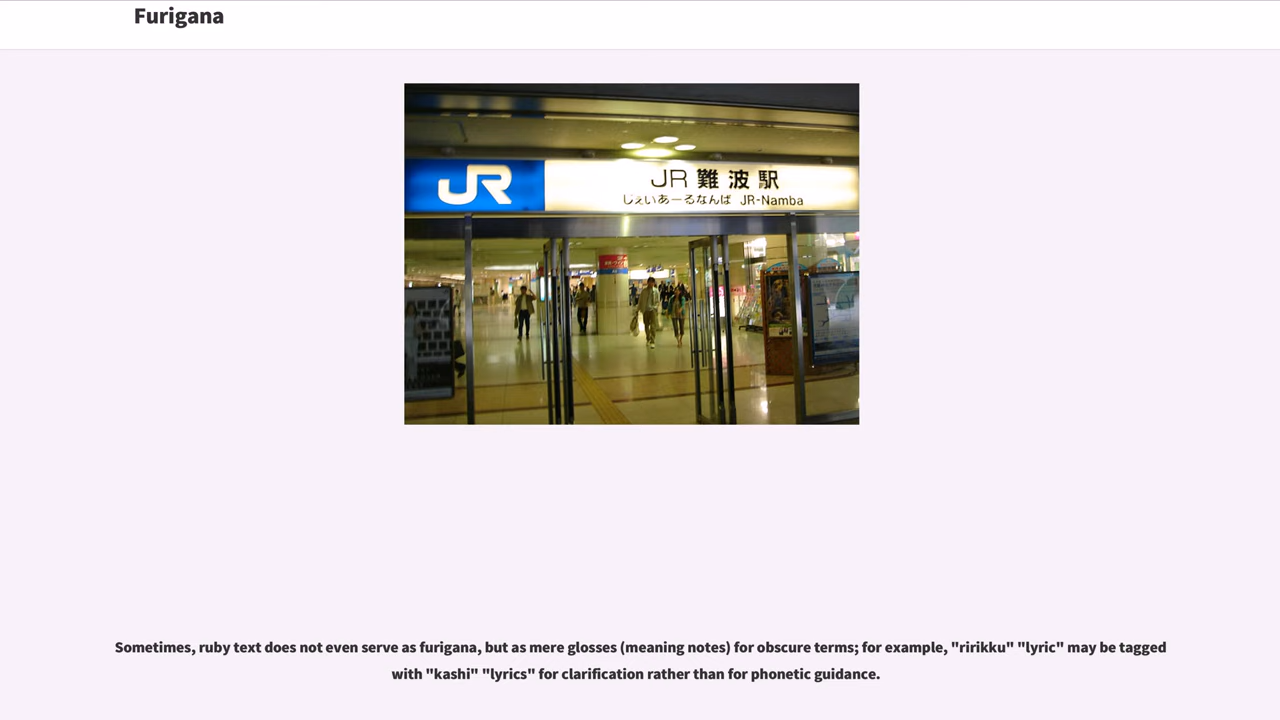 Furigana
JR
JR 難波駅
じぇいあーるなんば JR-Namba
Sometimes, ruby text does not even serve as furigana, but as mere glosses (meaning notes) for obscure terms; for example, "ririkku" "lyric" may be tagged
with "kashi" "lyrics" for clarification rather than for phonetic guidance.